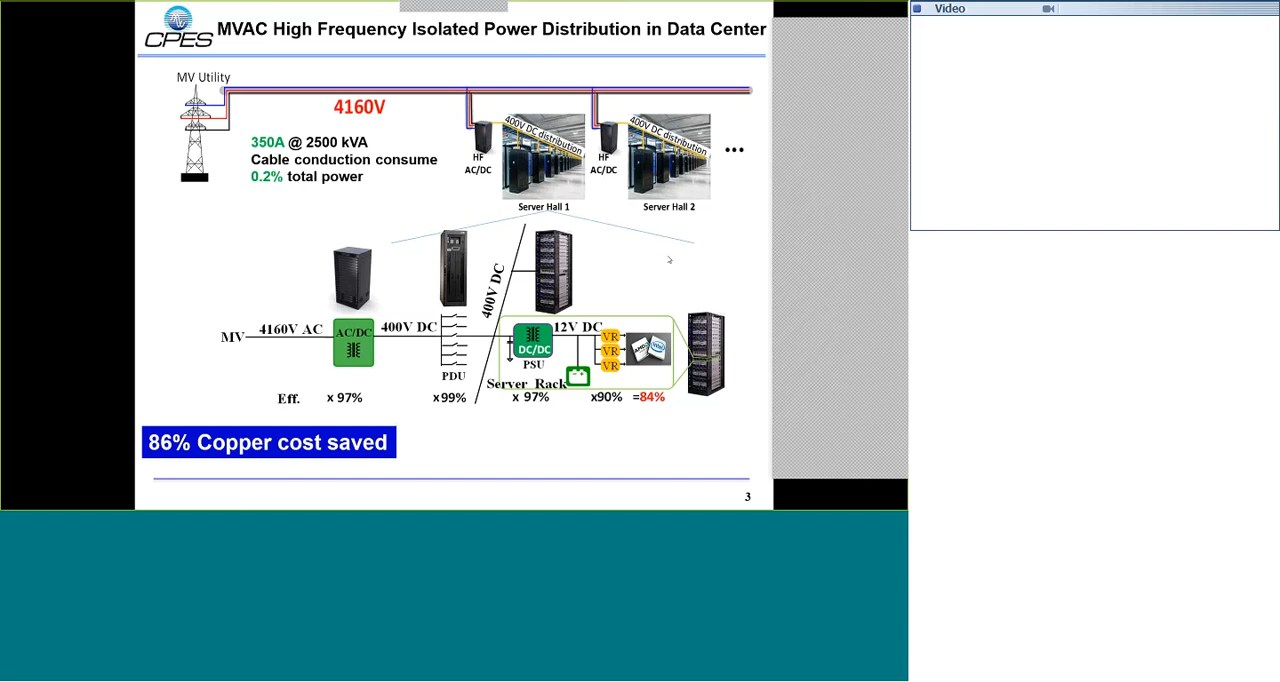 Video
CPES
MVAC High Frequency Isolated Power Distribution in Data Center
MV Utility
4160V
350A @ 2500 kVA
Cable conduction consume
0.2% total power
HF
AC/DC
400V DC distribution
Server Hall 1
HF
AC/DC
400V DC distribution
Server Hall 2
...
MV
4160V AC
AC/DC
400V DC
PDU
400V DC
DC/DC
PSU
12V DC
VR
VR
VR
AMD
intel
Server Rack
Eff. x 97% x99% x 97% x90% =84%
86% Copper cost saved
3